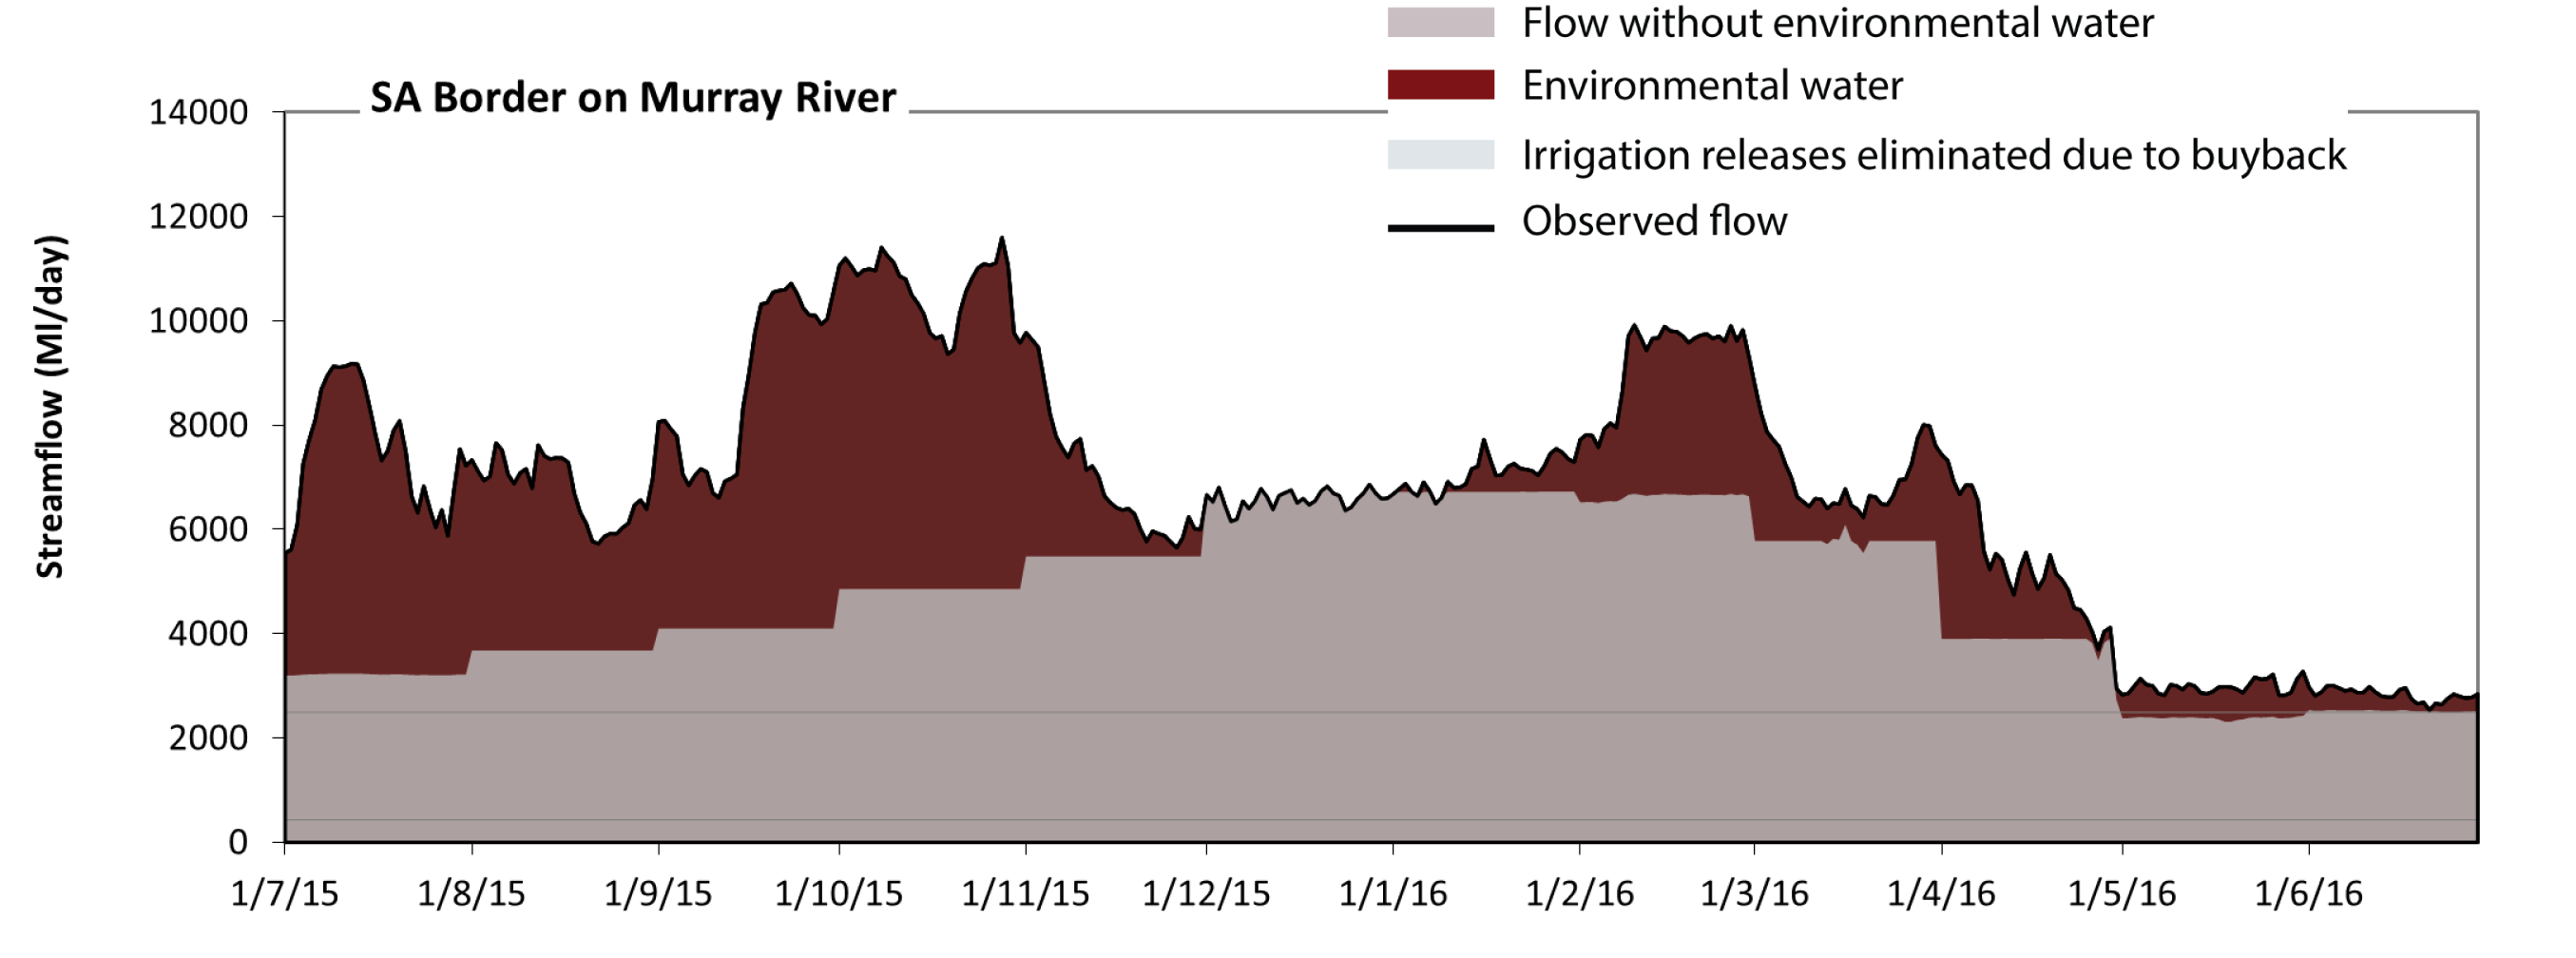 Flow without environmental water
Environmental water
Irrigation releases eliminated due to buyback
Observed flow
SA Border on Murray River
Streamflow (Ml/day)
14000
12000
10000
8000
6000
4000
2000
0
1/7/15 1/8/15 1/9/15 1/10/15 1/11/15 1/12/15 1/1/16 1/2/16 1/3/16 1/4/16 1/5/16 1/6/16